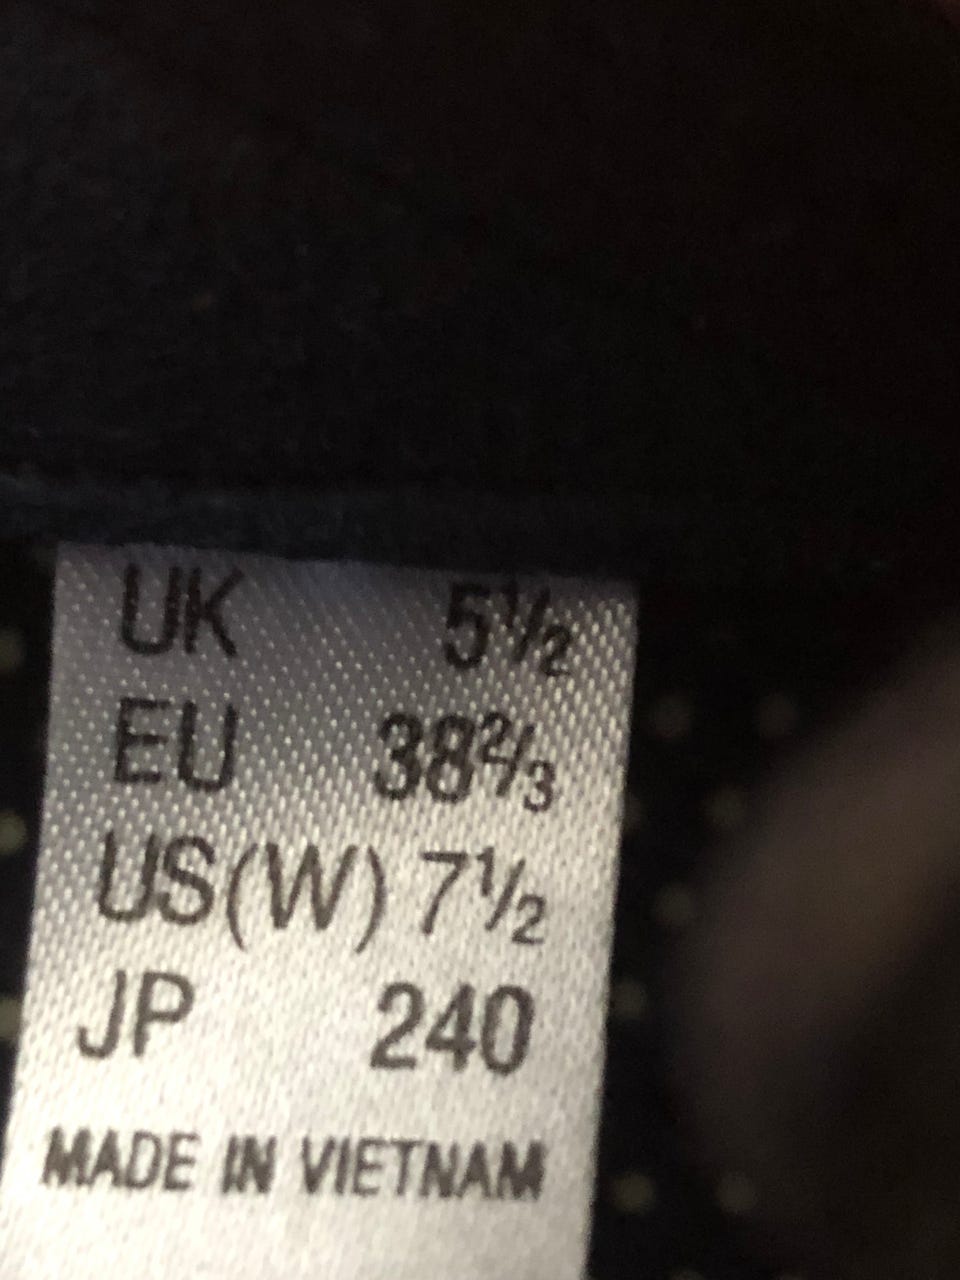 UK 5½
EU 38⅔
US(W) 7½
JP 240
MADE IN VIETNAM